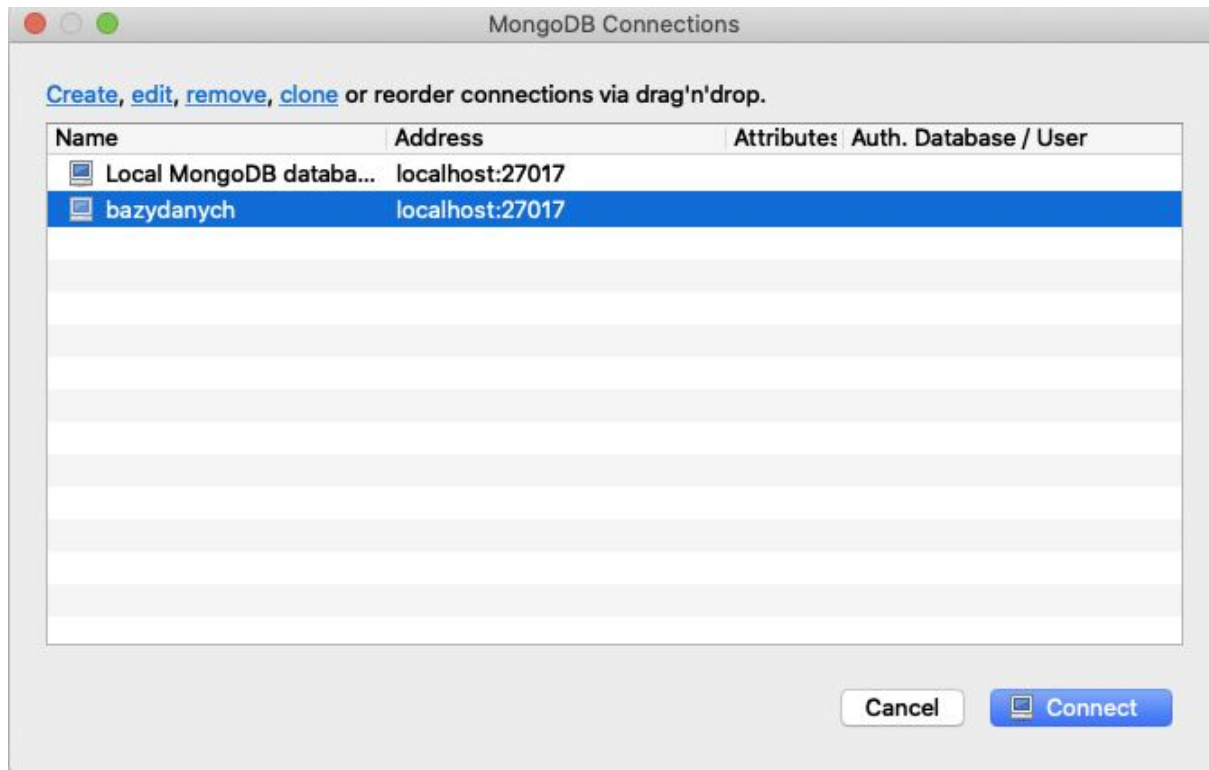 MongoDB Connections
Create, edit, remove, clone or reorder connections via drag'n'drop.
Name Address Attributes Auth. Database / User
Local MongoDB databa... localhost:27017
bazydanych localhost:27017
Cancel Connect